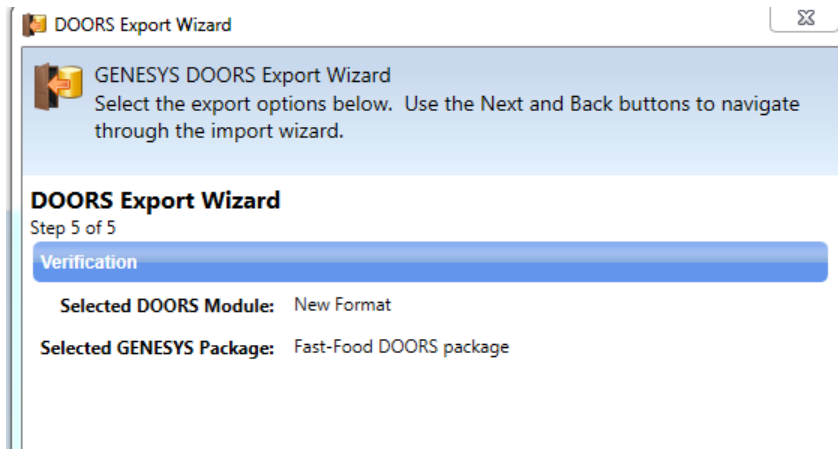 DOORS Export Wizard
GENESYS DOORS Export Wizard
Select the export options below.  Use the Next and Back buttons to navigate
through the import wizard.
DOORS Export Wizard
Step 5 of 5
Verification
Selected DOORS Module: New Format
Selected GENESYS Package: Fast-Food DOORS package